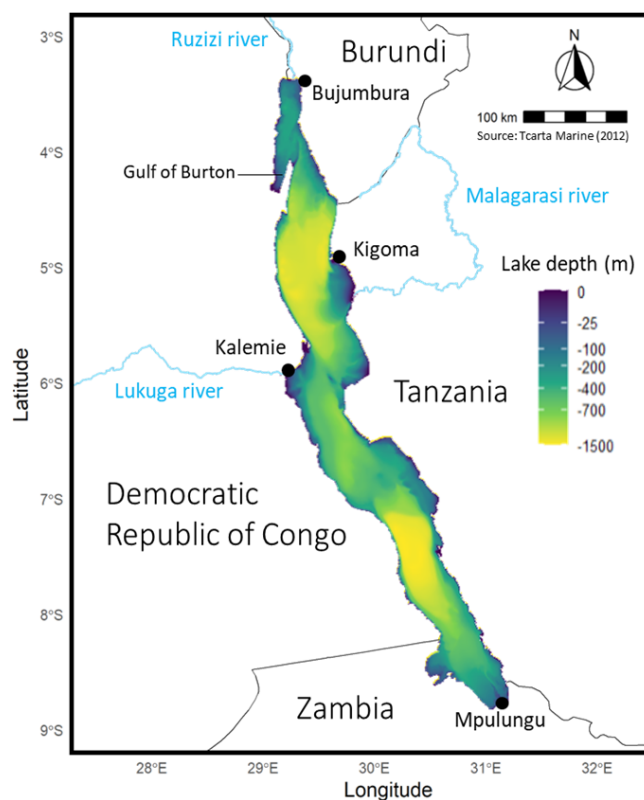 3°S
4°S
5°S
6°S
7°S
8°S
9°S
Latitude
Ruzizi river
Burundi
Bujumbura
N
100 km
Source: Tcarta Marine (2012)
Gulf of Burton
Malagarasi river
Kigoma
Lake depth (m)
0
-25
-100
-200
-400
-700
-1500
Kalemie
Lukuga river
Tanzania
Democratic
Republic of Congo
Zambia
Mpulungu
28°E
29°E
30°E
31°E
32°E
Longitude